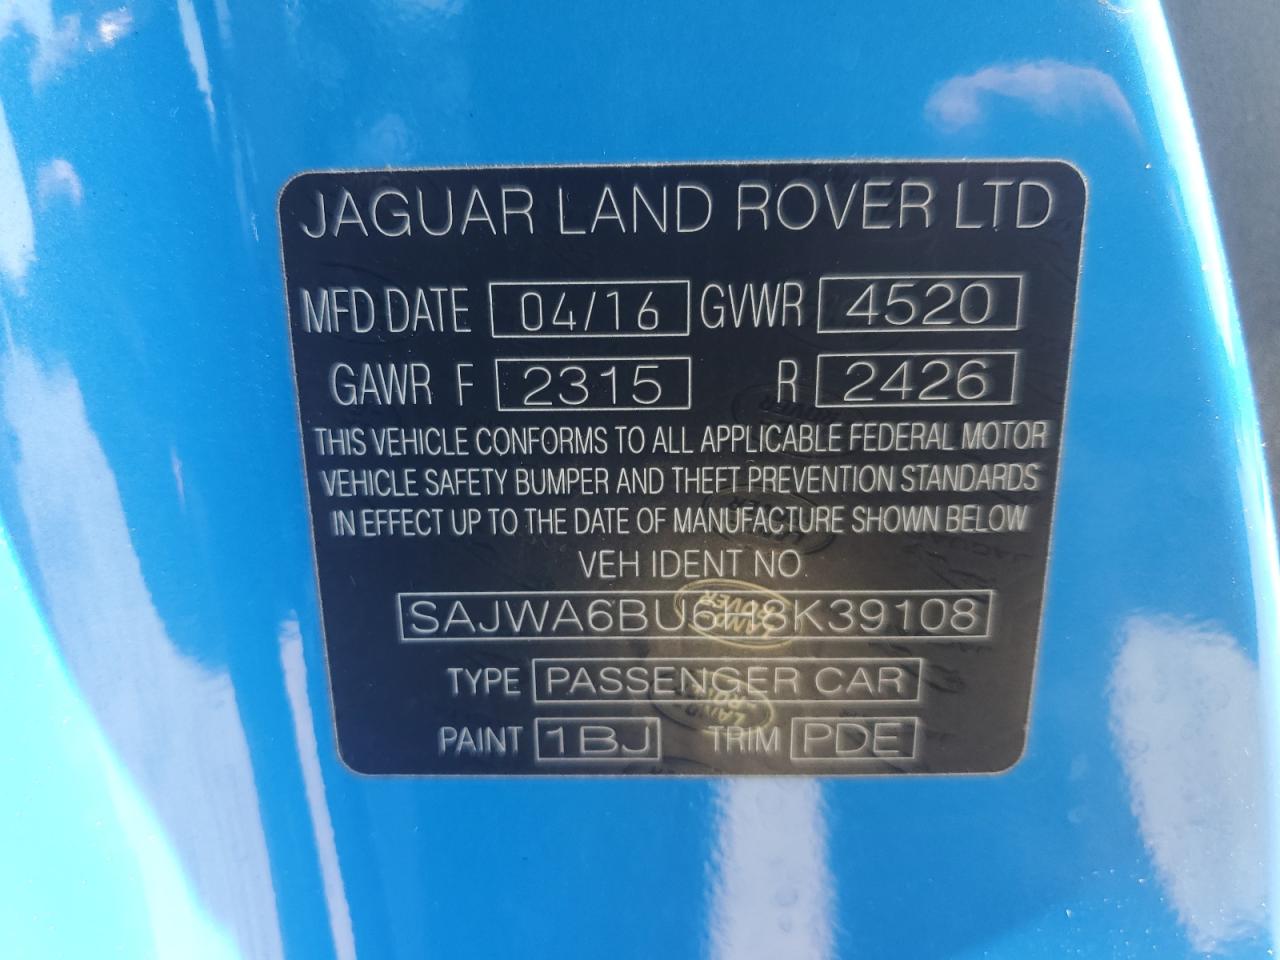 JAGUAR LAND ROVER LTD
MFD DATE 04/16 GVWR 4520
GAWR F 2315 R 2426
THIS VEHICLE CONFORMS TO ALL APPLICABLE FEDERAL MOTOR
VEHICLE SAFETY BUMPER AND THEFT PREVENTION STANDARDS
IN EFFECT UP TO THE DATE OF MANUFACTURE SHOWN BELOW
VEH IDENT NO
SAJWA6BU6H8K39108
TYPE PASSENGER CAR
PAINT 1BJ TRIM PDE